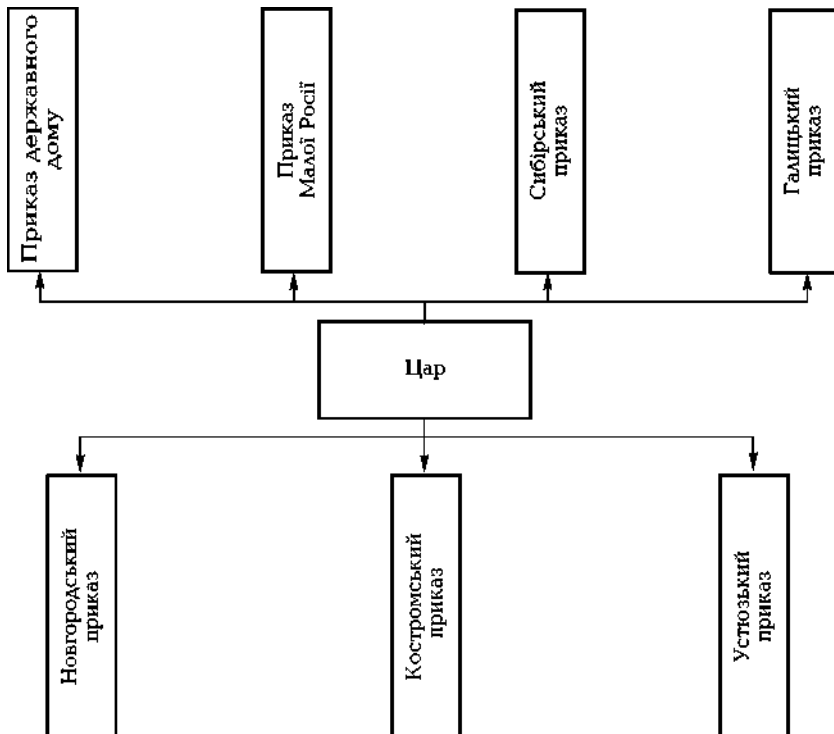 Приказ державного
дому
Приказ
Малої Росії
Сибірський
приказ
Галицький
приказ
Цар
Новгородський
приказ
Костромський
приказ
Устюзький
приказ